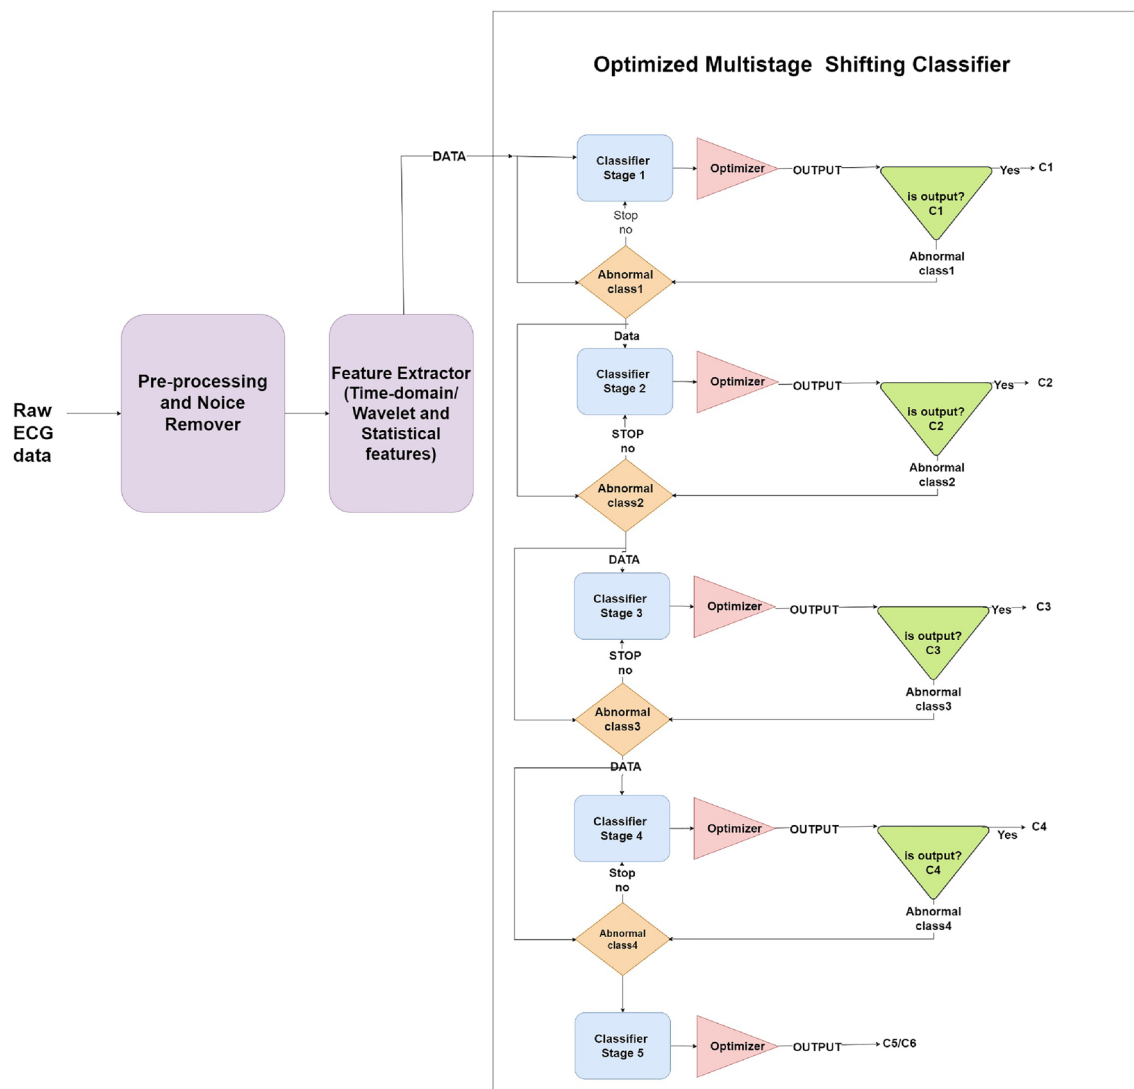 Optimized Multistage  Shifting Classifier
DATA
Classifier
Stage 1
Optimizer
OUTPUT
is output?
C1
Yes
C1
Stop
no
Abnormal
class1
Abnormal
class1
Data
Classifier
Stage 2
Optimizer
OUTPUT
is output?
C2
Yes
C2
STOP
no
Abnormal
class2
Abnormal
class2
Raw
ECG
data
Pre-processing
and Noice
Remover
Feature Extractor
(Time-domain/
Wavelet and
Statistical
features)
DATA
Classifier
Stage 3
Optimizer
OUTPUT
is output?
C3
Yes
C3
STOP
no
Abnormal
class3
Abnormal
class3
DATA
Classifier
Stage 4
Optimizer
OUTPUT
is output?
C4
Yes
C4
Stop
no
Abnormal
class4
Abnormal
class4
Classifier
Stage 5
Optimizer
OUTPUT
C5/C6